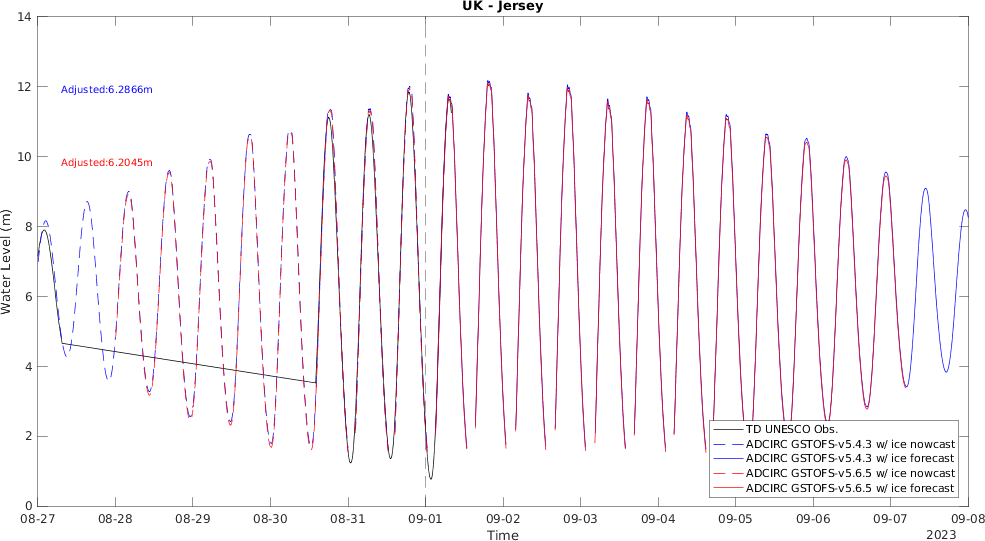 UK - Jersey
14
12
10
8
6
4
2
0
Water Level (m)
Adjusted:6.2866m
Adjusted:6.2045m
TD UNESCO Obs.
ADCIRC GSTOFS-v5.4.3 w/ ice nowcast
ADCIRC GSTOFS-v5.4.3 w/ ice forecast
ADCIRC GSTOFS-v5.6.5 w/ ice nowcast
ADCIRC GSTOFS-v5.6.5 w/ ice forecast
08-27 08-28 08-29 08-30 08-31 09-01 09-02 09-03 09-04 09-05 09-06 09-07 09-08
Time
2023